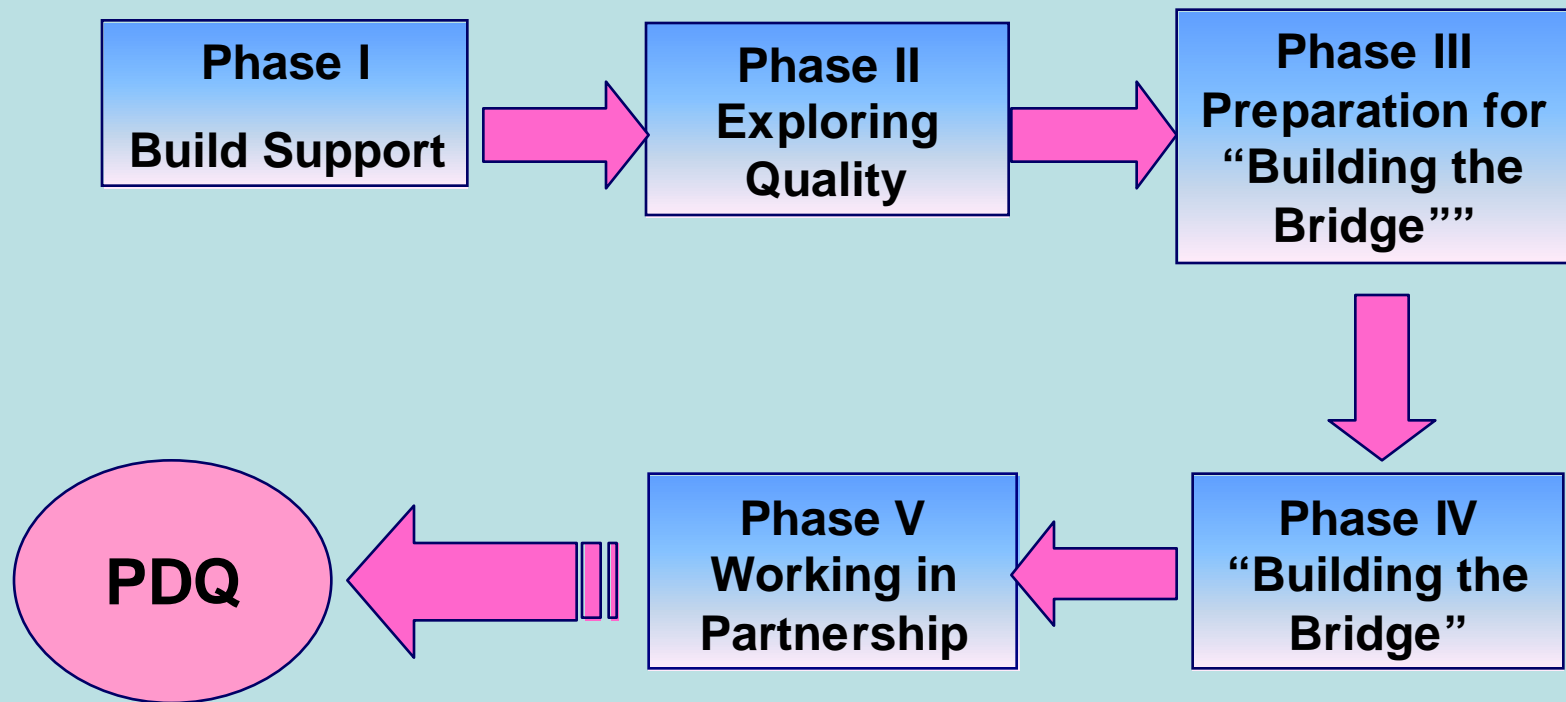 Phase I
Build Support
Phase II
Exploring
Quality
Phase III
Preparation for
“Building the
Bridge””
Phase IV
“Building the
Bridge”
Phase V
Working in
Partnership
PDQ